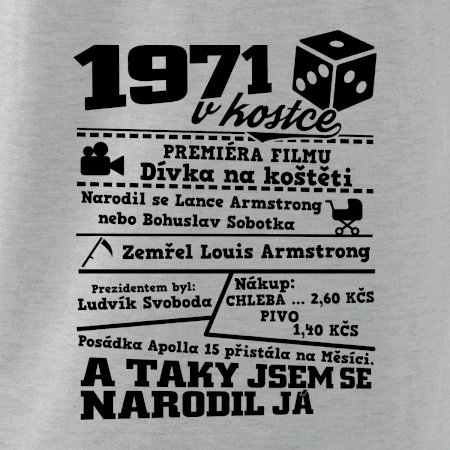 1971
v kostce
PREMIÉRA FILMU
Dívka na koštěti
Narodil se Lance Armstrong
nebo Bohuslav Sobotka
Zemřel Louis Armstrong
Prezidentem byl:
Ludvík Svoboda
Nákup:
CHLEBA ... 2,60 KČS
PIVO
1,40 KČS
Posádka Apolla 15 přistála na Měsíci.
A TAKY JSEM SE
NARODIL JÁ